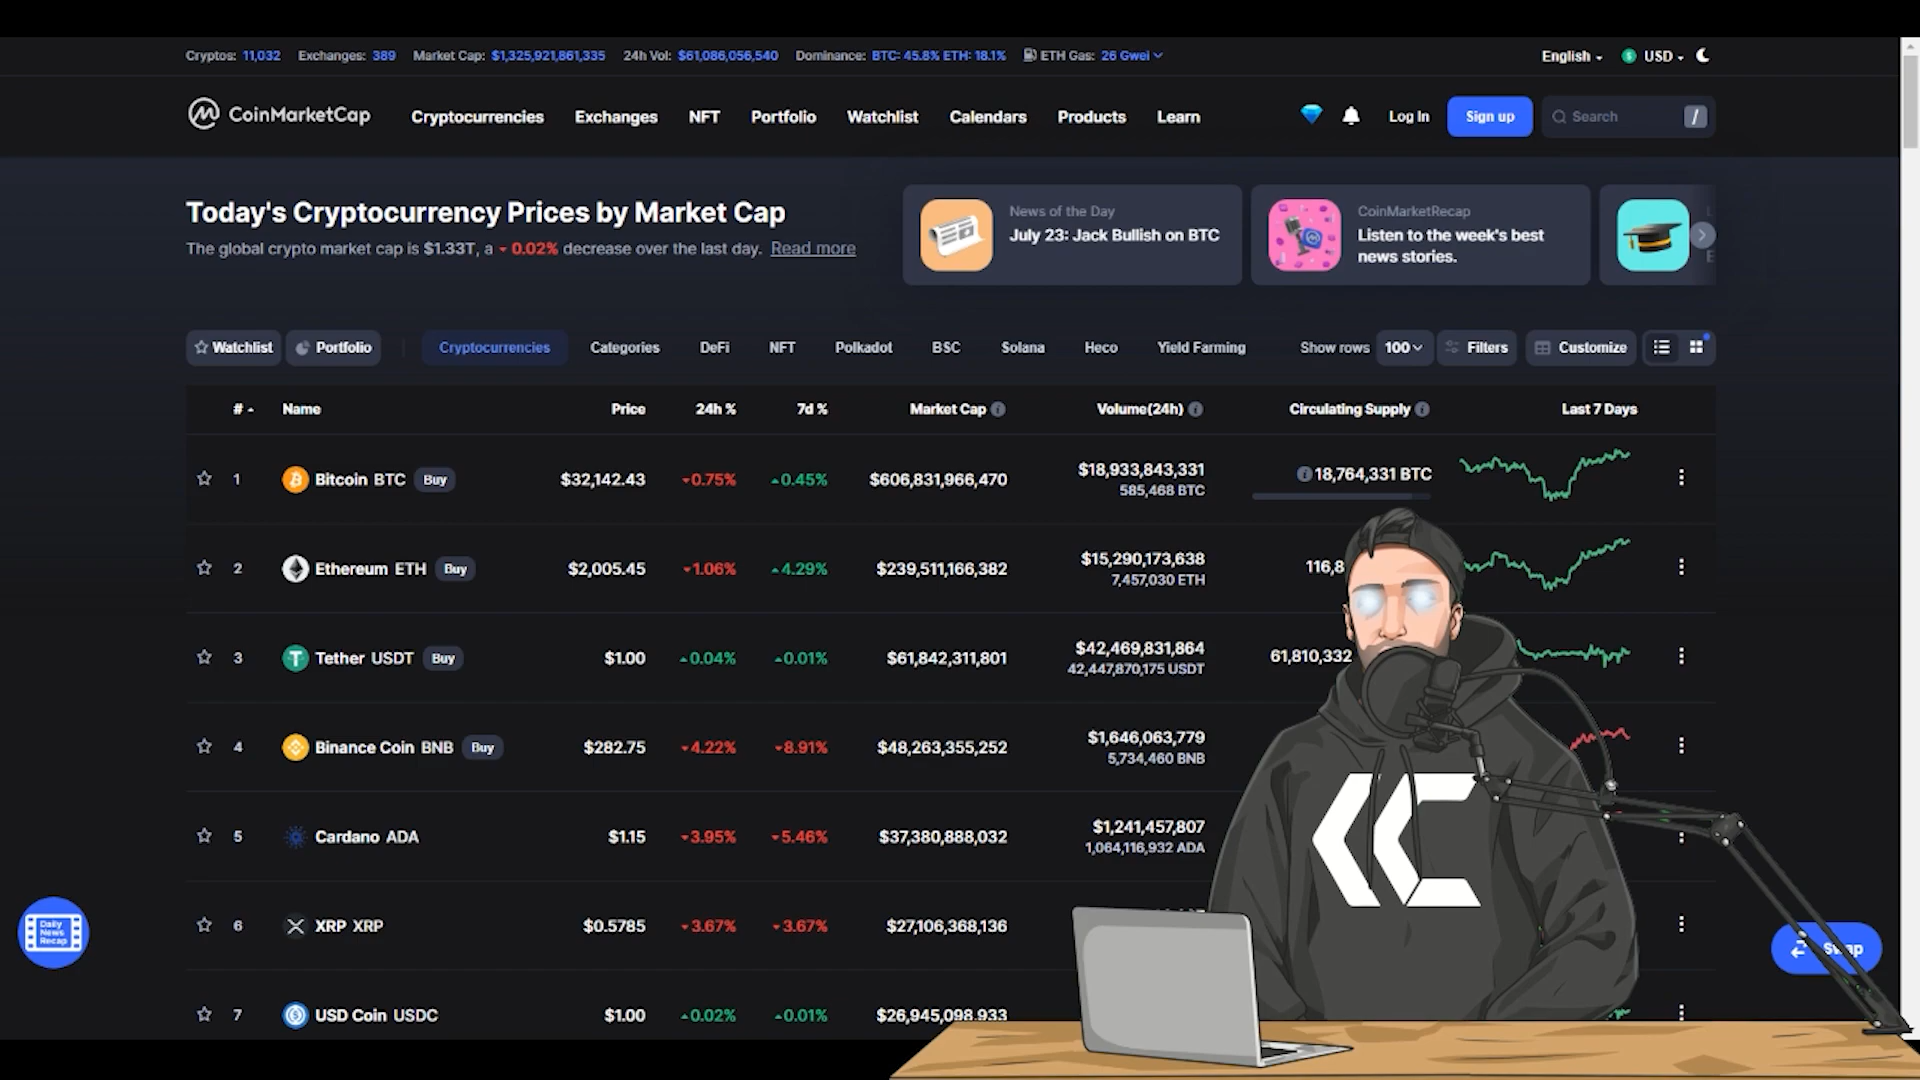 Cryptos: 11,032 Exchanges: 389 Market Cap: $1,325,921,861,335 24h Vol: $61,086,056,540 Dominance: BTC: 45.8% ETH: 18.1% ETH Gas: 26 Gwei English USD
CoinMarketCap Cryptocurrencies Exchanges NFT Portfolio Watchlist Calendars Products Learn Log In Sign up Search /
Today's Cryptocurrency Prices by Market Cap
The global crypto market cap is $1.33T, a 0.02% decrease over the last day. Read more
News of the Day
July 23: Jack Bullish on BTC
CoinMarketRecap
Listen to the week's best
news stories.
Watchlist Portfolio Cryptocurrencies Categories DeFi NFT Polkadot BSC Solana Heco Yield Farming Show rows 100 Filters Customize
# Name Price 24h % 7d % Market Cap Volume(24h) Circulating Supply Last 7 Days
1 Bitcoin BTC Buy $32,142.43 0.75% 0.45% $606,831,966,470 $18,933,843,331 18,764,331 BTC
585,468 BTC
2 Ethereum ETH Buy $2,005.45 1.06% 4.29% $239,511,166,382 $15,290,173,638 116,8
7,457,030 ETH
3 Tether USDT Buy $1.00 0.04% 0.01% $61,842,311,801 $42,469,831,864 61,810,332
42,447,870,175 USDT
4 Binance Coin BNB Buy $282.75 4.22% 8.91% $48,263,355,252 $1,646,063,779
5,734,460 BNB
5 Cardano ADA $1.15 3.95% 5.46% $37,380,888,032 $1,241,457,807
1,064,116,932 ADA
6 XRP XRP $0.5785 3.67% 3.67% $27,106,368,136
7 USD Coin USDC $1.00 0.02% 0.01% $26,945,098,933
Daily
News
Recap
Swap